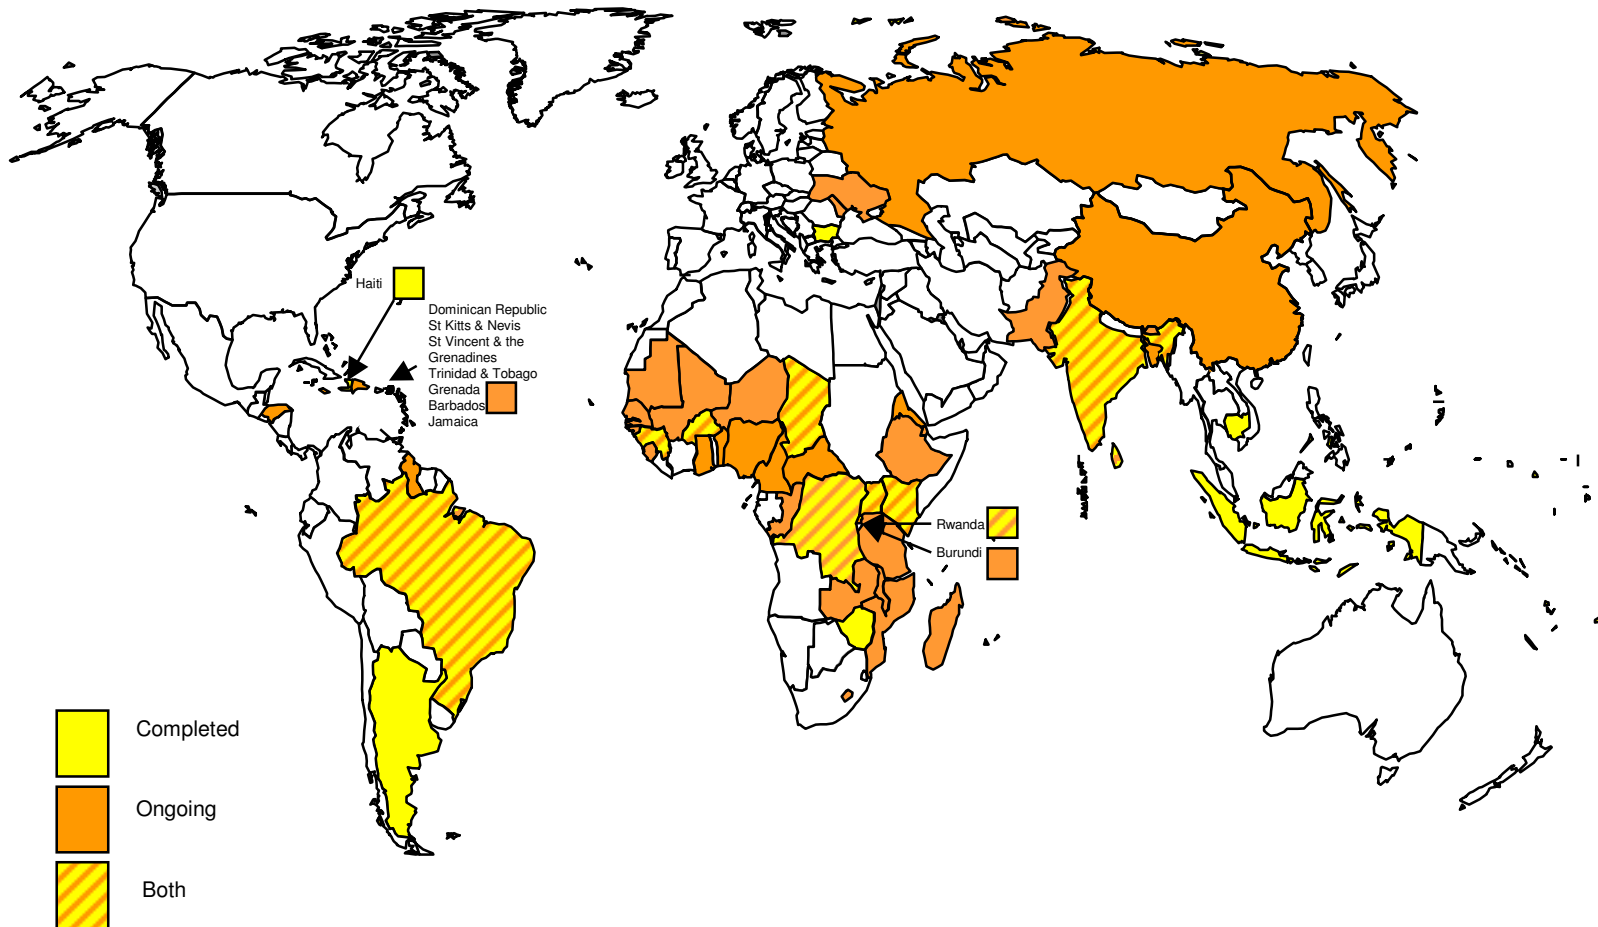 Haiti
Dominican Republic
St Kitts & Nevis
St Vincent & the
Grenadines
Trinidad & Tobago
Grenada
Barbados
Jamaica
Rwanda
Burundi
Completed
Ongoing
Both